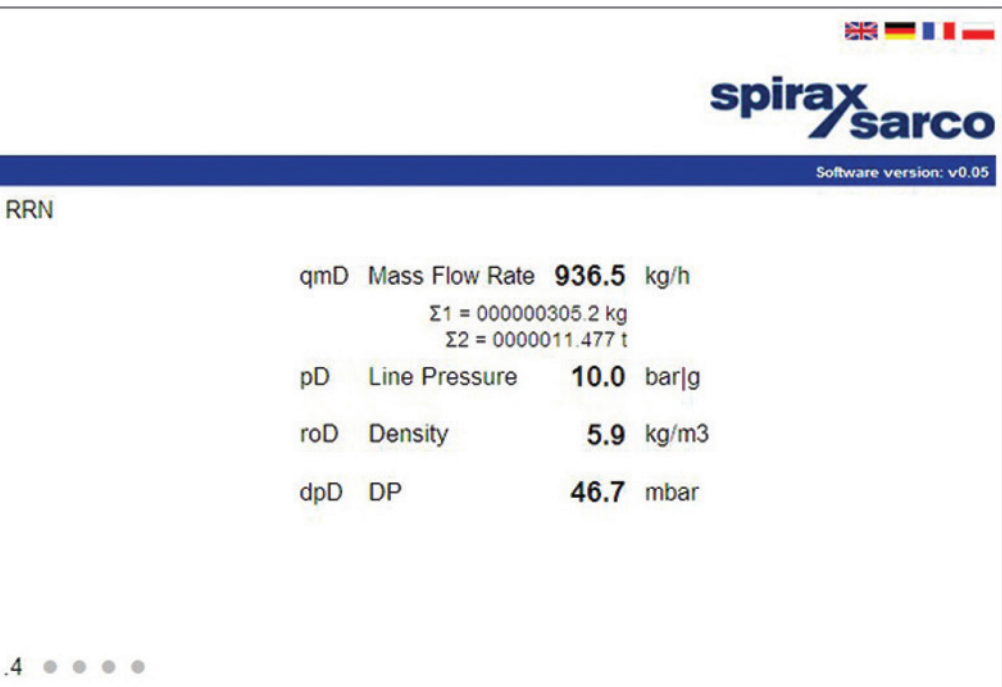 spirax
sarco
Software version: v0.05
RRN
qmD Mass Flow Rate 936.5 kg/h
Σ1 = 000000305.2 kg
Σ2 = 0000011.477 t
pD Line Pressure 10.0 bar|g
roD Density 5.9 kg/m3
dpD DP 46.7 mbar
.4